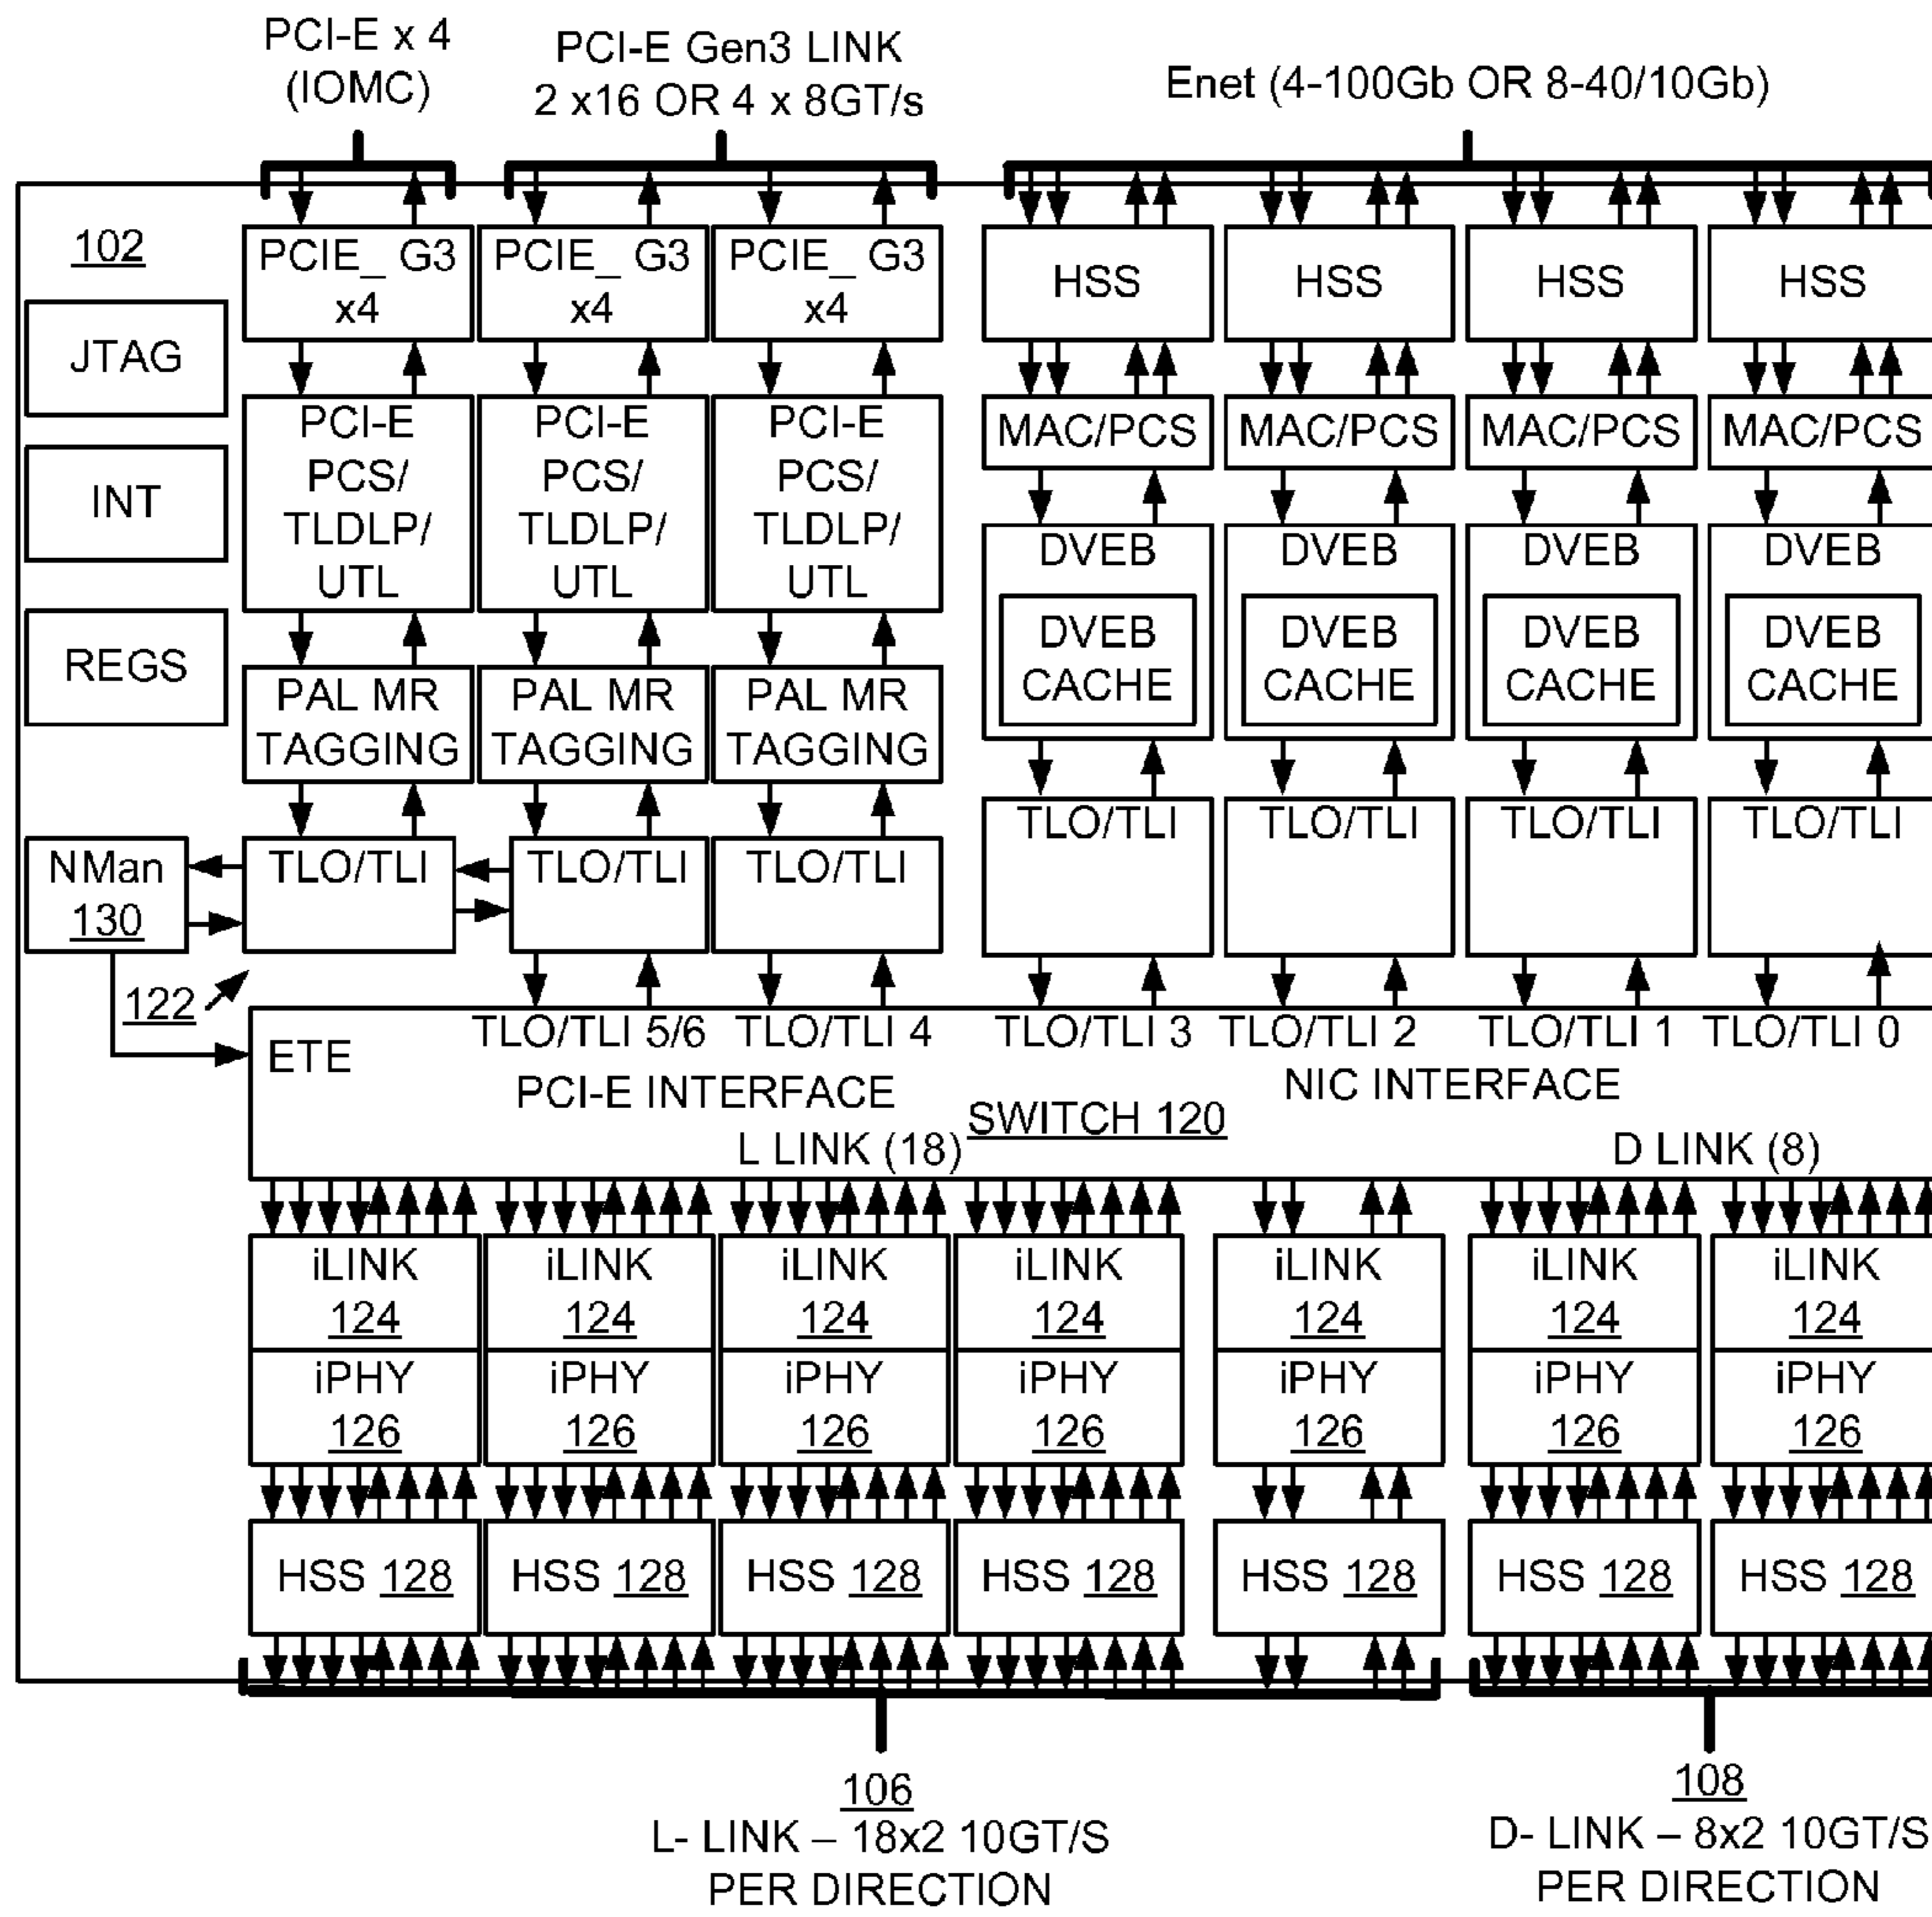 PCI-E x 4
(IOMC)
PCI-E Gen3 LINK
2 x16 OR 4 x 8GT/s
Enet (4-100Gb OR 8-40/10Gb)
102
JTAG
INT
REGS
PCIE_ G3
x4
PCIE_ G3
x4
PCIE_ G3
x4
HSS
HSS
HSS
HSS
PCI-E
PCS/
TLDLP/
UTL
PCI-E
PCS/
TLDLP/
UTL
PCI-E
PCS/
TLDLP/
UTL
MAC/PCS
MAC/PCS
MAC/PCS
MAC/PCS
DVEB
DVEB
CACHE
DVEB
DVEB
CACHE
DVEB
DVEB
CACHE
DVEB
DVEB
CACHE
PAL MR
TAGGING
PAL MR
TAGGING
PAL MR
TAGGING
NMan
130
TLO/TLI
TLO/TLI
TLO/TLI
TLO/TLI
TLO/TLI
TLO/TLI
TLO/TLI
122
ETE
TLO/TLI 5/6
TLO/TLI 4
TLO/TLI 3
TLO/TLI 2
TLO/TLI 1
TLO/TLI 0
PCI-E INTERFACE
NIC INTERFACE
SWITCH 120
L LINK (18)
D LINK (8)
iLINK
124
iPHY
126
iLINK
124
iPHY
126
iLINK
124
iPHY
126
iLINK
124
iPHY
126
iLINK
124
iPHY
126
iLINK
124
iPHY
126
iLINK
124
iPHY
126
HSS 128
HSS 128
HSS 128
HSS 128
HSS 128
HSS 128
HSS 128
106
L- LINK – 18x2 10GT/S
PER DIRECTION
108
D- LINK – 8x2 10GT/S
PER DIRECTION